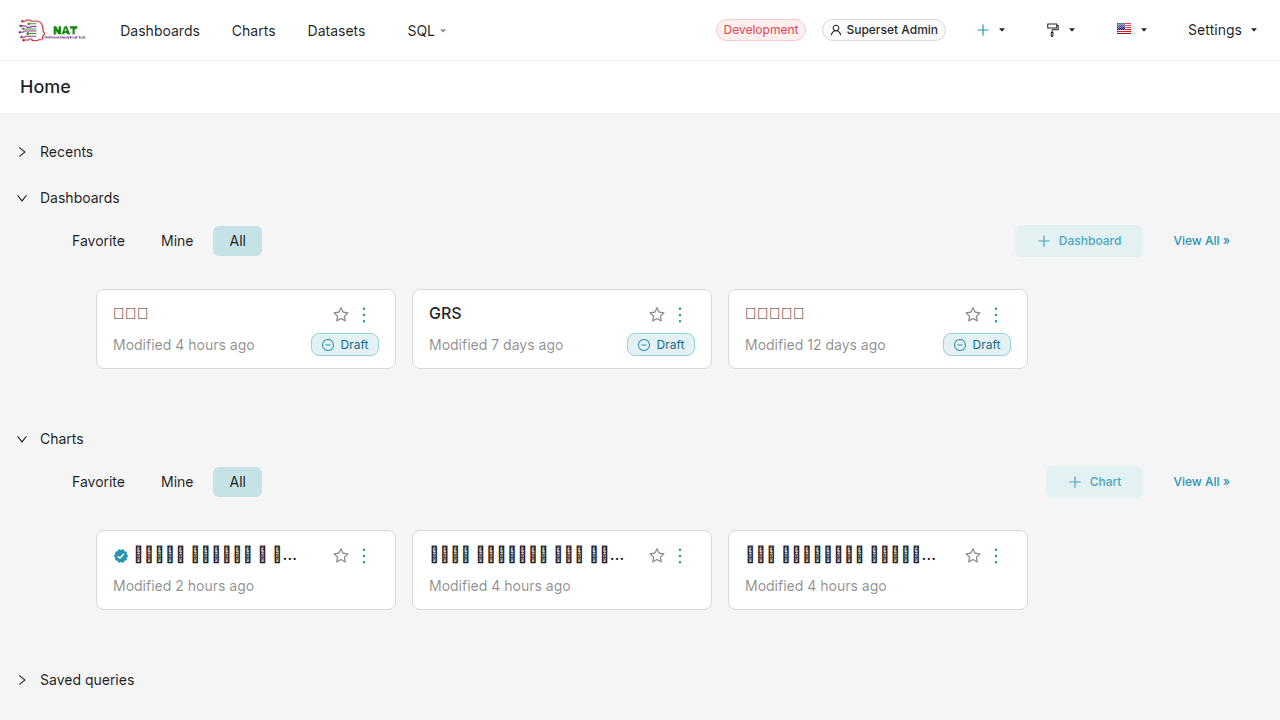 NAT
Dashboards
Charts
Datasets
SQL
Development
Superset Admin
Settings
Home
Recents
Dashboards
Favorite
Mine
All
Dashboard
View All »
Modified 4 hours ago
Draft
GRS
Modified 7 days ago
Draft
Modified 12 days ago
Draft
Charts
Favorite
Mine
All
Chart
View All »
Modified 2 hours ago
Modified 4 hours ago
Modified 4 hours ago
Saved queries